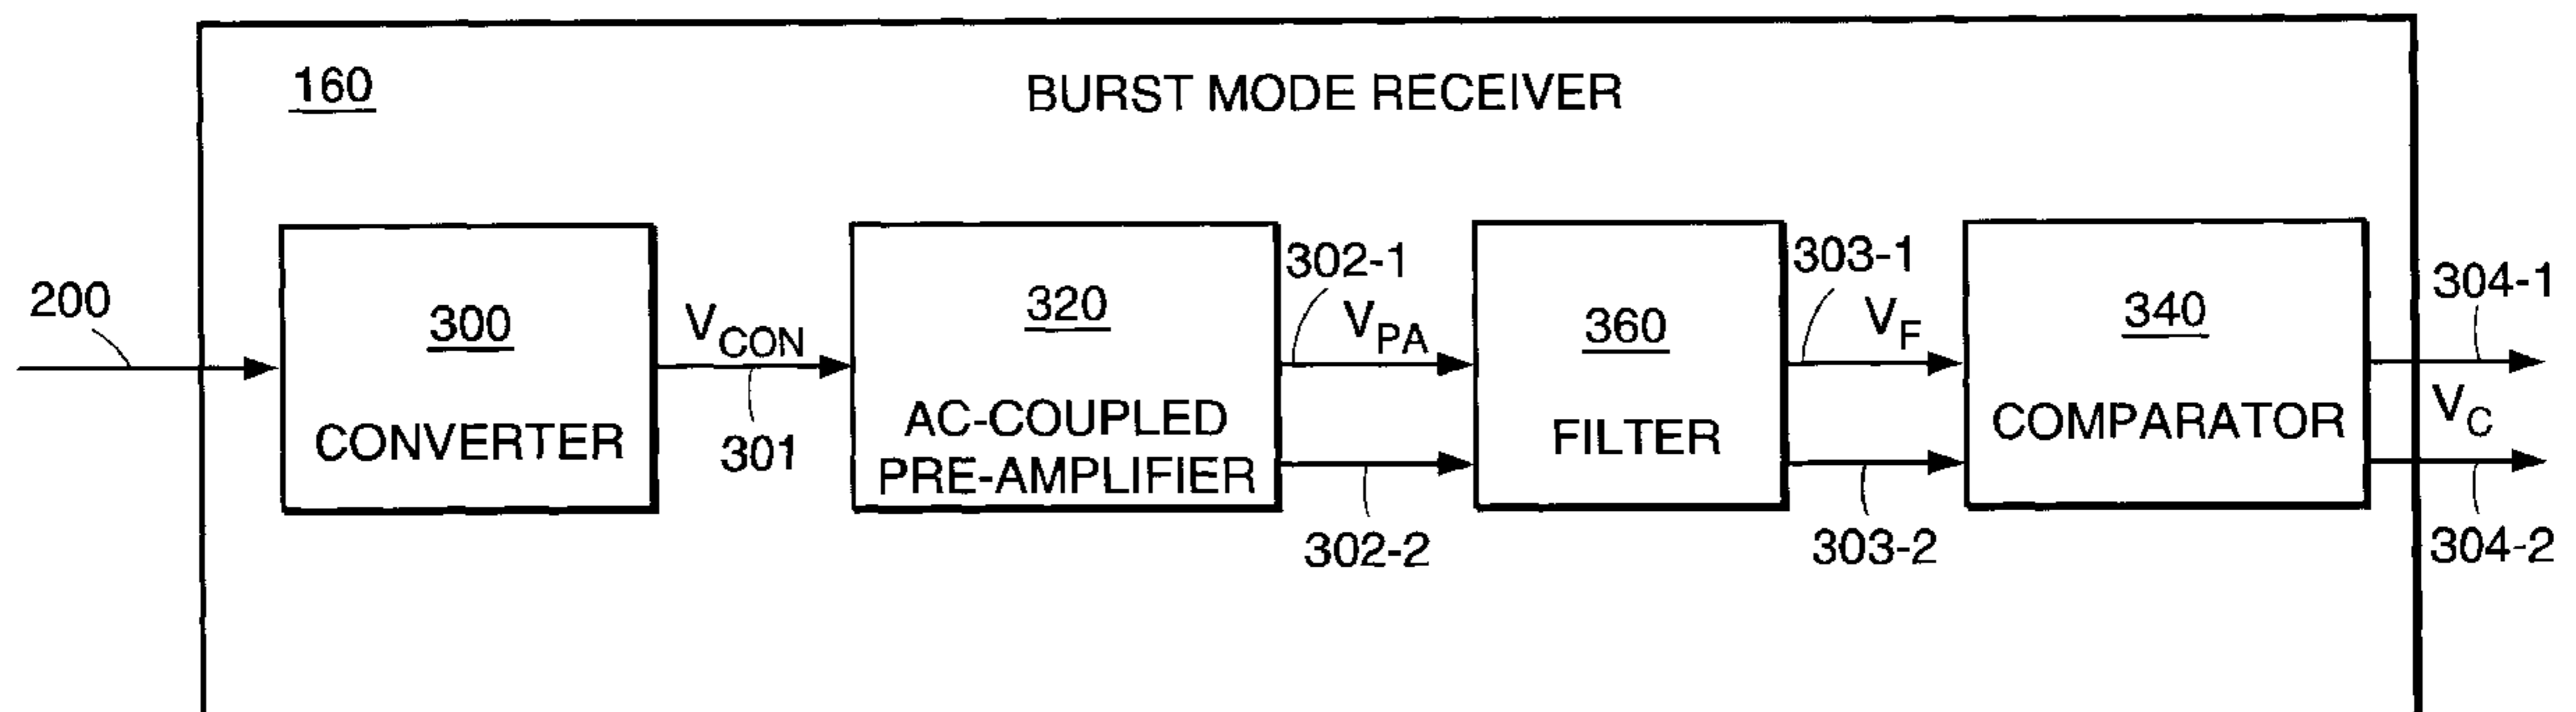 160
BURST MODE RECEIVER
200
300
CONVERTER
VCON
301
320
AC-COUPLED
PRE-AMPLIFIER
302-1
VPA
302-2
360
FILTER
303-1
VF
303-2
340
COMPARATOR
304-1
VC
304-2